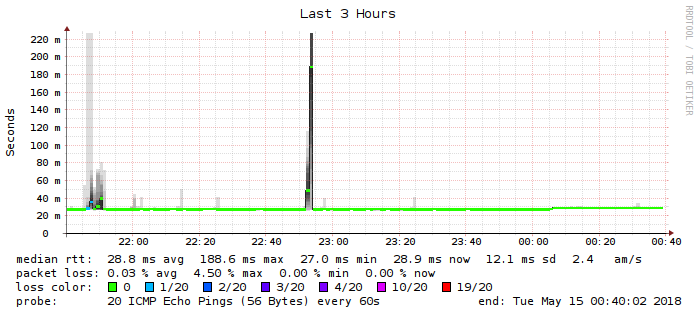 Last 3 Hours
RRDTOOL / TOBI OETIKER
Seconds
220 m
200 m
180 m
160 m
140 m
120 m
100 m
80 m
60 m
40 m
20 m
0
22:00 22:20 22:40 23:00 23:20 23:40 00:00 00:20 00:40
median rtt: 28.8 ms avg 188.6 ms max 27.0 ms min 28.9 ms now 12.1 ms sd 2.4 am/s
packet loss: 0.03 % avg 4.50 % max 0.00 % min 0.00 % now
loss color: 0 1/20 2/20 3/20 4/20 10/20 19/20
probe: 20 ICMP Echo Pings (56 Bytes) every 60s end: Tue May 15 00:40:02 2018